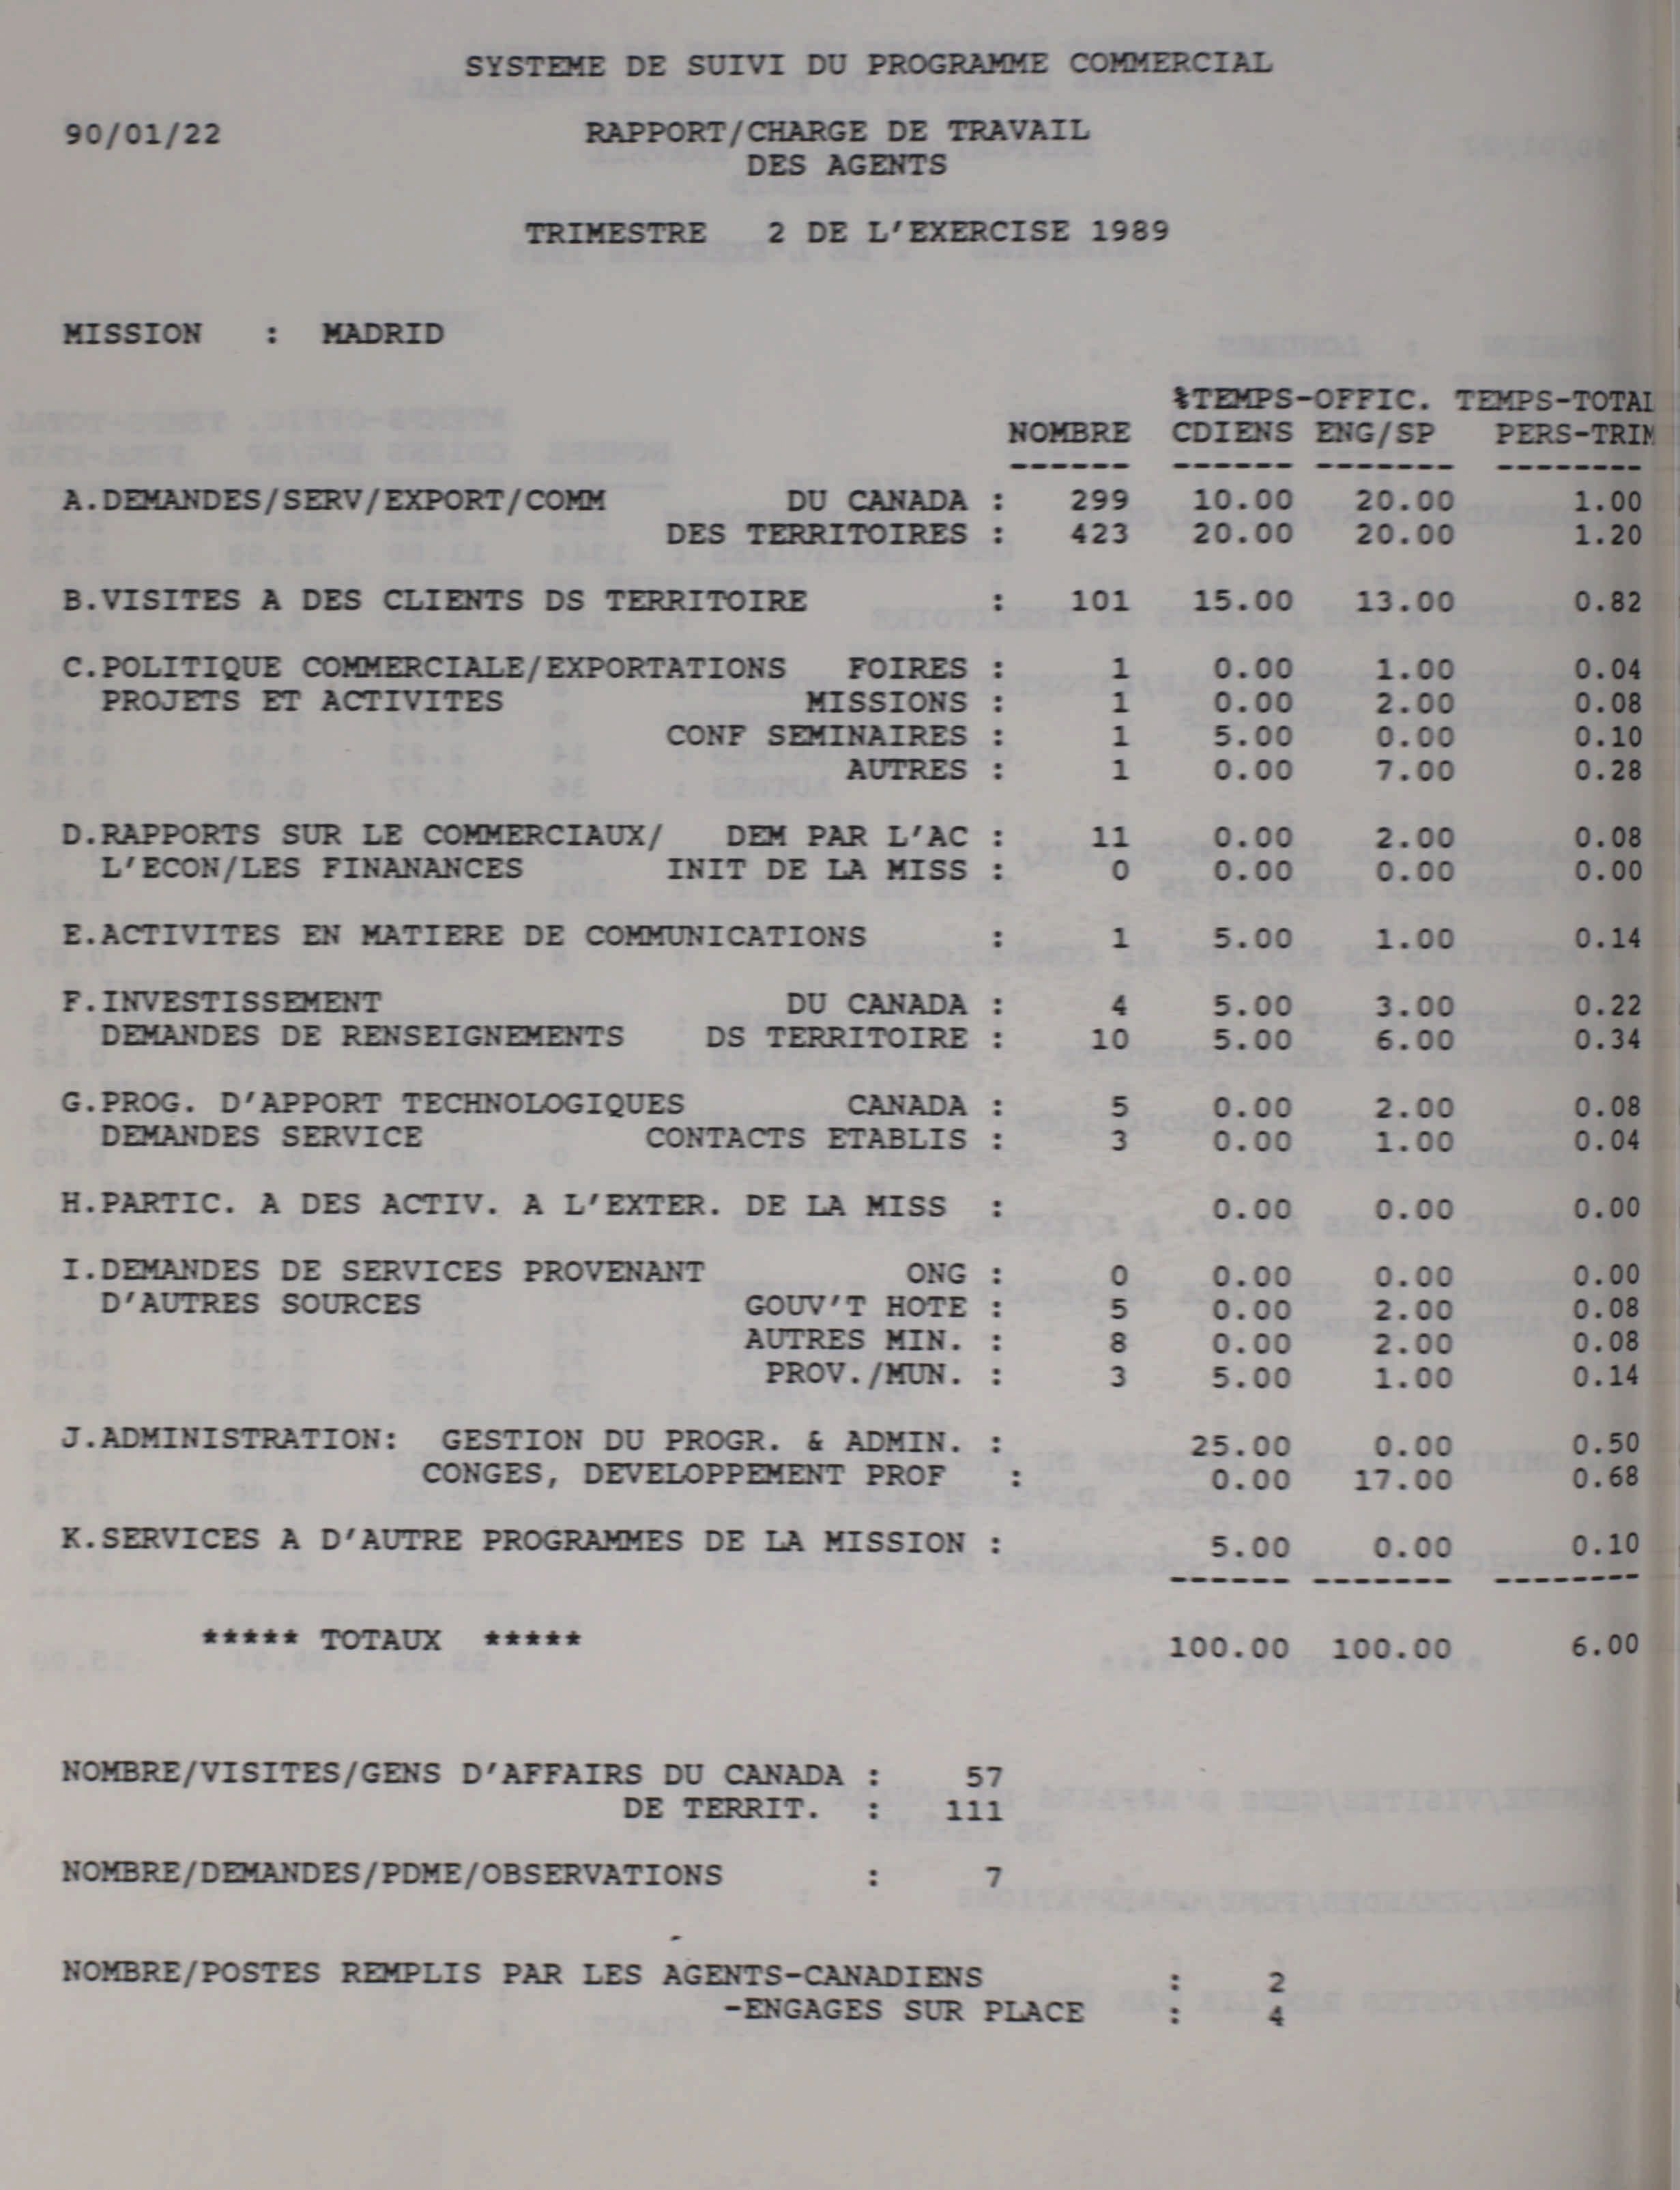 SYSTEME DE SUIVI DU PROGRAMME COMMERCIAL
90/01/22 RAPPORT/CHARGE DE TRAVAIL
DES AGENTS
TRIMESTRE 2 DE L'EXERCISE 1989
MISSION : MADRID
%TEMPS-OFFIC. TEMPS-TOTAL
NOMBRE CDIENS ENG/SP PERS-TRIM
------ ------ ------- --------
A.DEMANDES/SERV/EXPORT/COMM DU CANADA : 299 10.00 20.00 1.00
DES TERRITOIRES : 423 20.00 20.00 1.20
B.VISITES A DES CLIENTS DS TERRITOIRE : 101 15.00 13.00 0.82
C.POLITIQUE COMMERCIALE/EXPORTATIONS FOIRES : 1 0.00 1.00 0.04
PROJETS ET ACTIVITES MISSIONS : 1 0.00 2.00 0.08
CONF SEMINAIRES : 1 5.00 0.00 0.10
AUTRES : 1 0.00 7.00 0.28
D.RAPPORTS SUR LE COMMERCIAUX/ DEM PAR L'AC : 11 0.00 2.00 0.08
L'ECON/LES FINANANCES INIT DE LA MISS : 0 0.00 0.00 0.00
E.ACTIVITES EN MATIERE DE COMMUNICATIONS : 1 5.00 1.00 0.14
F.INVESTISSEMENT DU CANADA : 4 5.00 3.00 0.22
DEMANDES DE RENSEIGNEMENTS DS TERRITOIRE : 10 5.00 6.00 0.34
G.PROG. D'APPORT TECHNOLOGIQUES CANADA : 5 0.00 2.00 0.08
DEMANDES SERVICE CONTACTS ETABLIS : 3 0.00 1.00 0.04
H.PARTIC. A DES ACTIV. A L'EXTER. DE LA MISS : 0.00 0.00 0.00
I.DEMANDES DE SERVICES PROVENANT ONG : 0 0.00 0.00 0.00
D'AUTRES SOURCES GOUV'T HOTE : 5 0.00 2.00 0.08
AUTRES MIN. : 8 0.00 2.00 0.08
PROV./MUN. : 3 5.00 1.00 0.14
J.ADMINISTRATION: GESTION DU PROGR. & ADMIN. : 25.00 0.00 0.50
CONGES, DEVELOPPEMENT PROF : 0.00 17.00 0.68
K.SERVICES A D'AUTRE PROGRAMMES DE LA MISSION : 5.00 0.00 0.10
------ ------- --------
***** TOTAUX ***** 100.00 100.00 6.00
NOMBRE/VISITES/GENS D'AFFAIRS DU CANADA : 57
DE TERRIT. : 111
NOMBRE/DEMANDES/PDME/OBSERVATIONS : 7
NOMBRE/POSTES REMPLIS PAR LES AGENTS-CANADIENS : 2
-ENGAGES SUR PLACE : 4